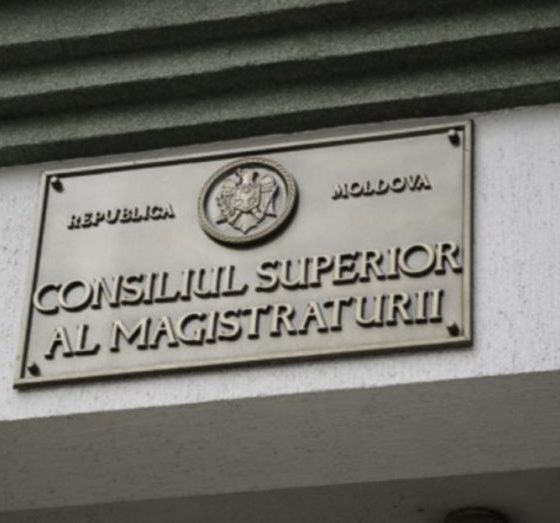 REPUBLICA MOLDOVA
CONSILIUL SUPERIOR
AL MAGISTRATURII